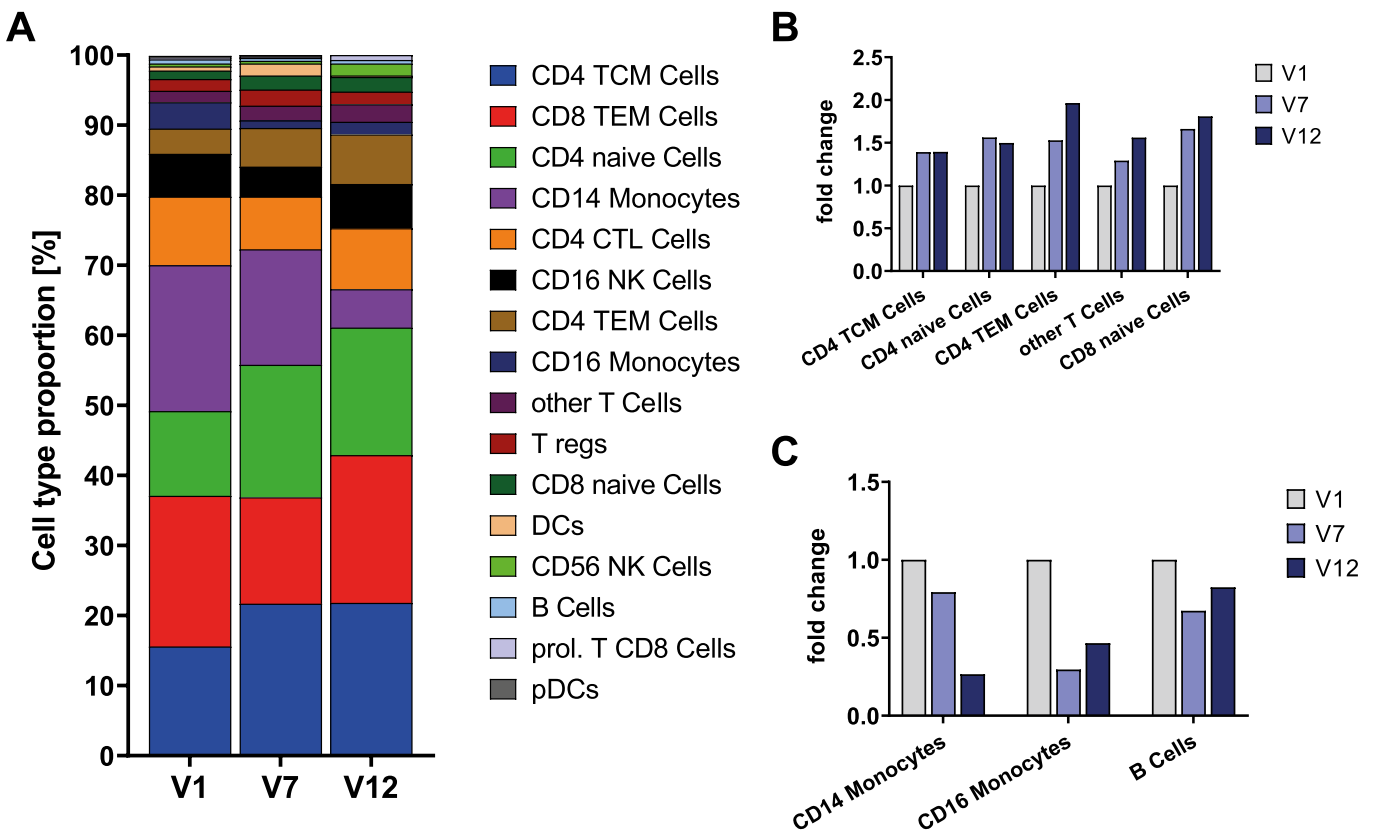 A
Cell type proportion [%]
100
90
80
70
60
50
40
30
20
10
0
V1 V7 V12
CD4 TCM Cells
CD8 TEM Cells
CD4 naive Cells
CD14 Monocytes
CD4 CTL Cells
CD16 NK Cells
CD4 TEM Cells
CD16 Monocytes
other T Cells
T regs
CD8 naive Cells
DCs
CD56 NK Cells
B Cells
prol. T CD8 Cells
pDCs
B
fold change
2.5
2.0
1.5
1.0
0.5
0.0
CD4 TCM Cells
CD4 naive Cells
CD4 TEM Cells
other T Cells
CD8 naive Cells
V1
V7
V12
C
fold change
1.5
1.0
0.5
0.0
CD14 Monocytes
CD16 Monocytes
B Cells
V1
V7
V12